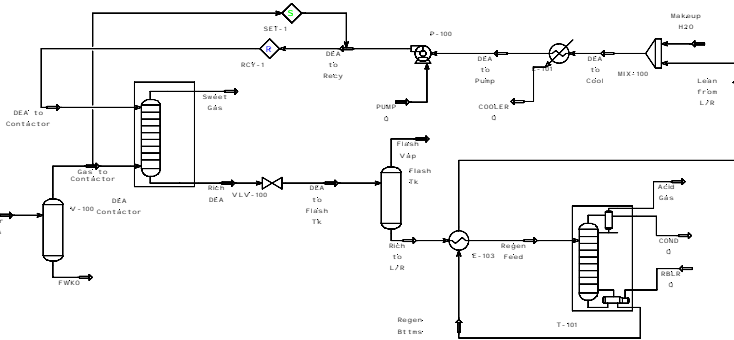 S
SET-1
R
RCY-1
DEA
to
Recy
P-100
PUMP
Q
DEA
to
Pump
E-101
COOLER
Q
DEA
to
Cool
MIX-100
Makeup
H2O
Lean
from
L/R
DEA to
Contactor
Sweet
Gas
Gas to
Contactor
DEA
Contactor
V-100
FWKO
Rich
DEA
VLV-100
DEA
to
Flash
Tk
Flash
Vap
Flash
Tk
Rich
to
L/R
E-103
Regen
Feed
Regen
Bttms
T-101
Acid
Gas
COND
Q
RBLR
Q